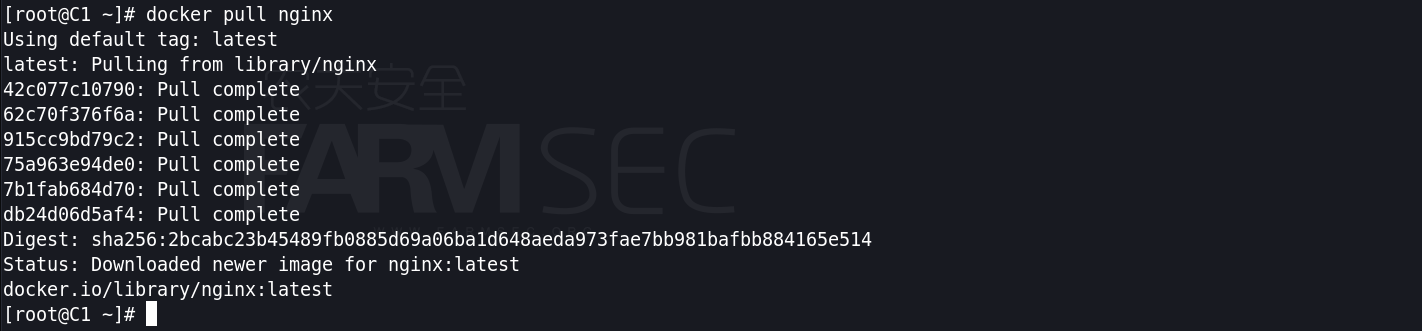 [root@C1 ~]# docker pull nginx
Using default tag: latest
latest: Pulling from library/nginx
42c077c10790: Pull complete
62c70f376f6a: Pull complete
915cc9bd79c2: Pull complete
75a963e94de0: Pull complete
7b1fab684d70: Pull complete
db24d06d5af4: Pull complete
Digest: sha256:2bcabc23b45489fb0885d69a06ba1d648aeda973fae7bb981bafbb884165e514
Status: Downloaded newer image for nginx:latest
docker.io/library/nginx:latest
[root@C1 ~]#
天安全
FARMSEC